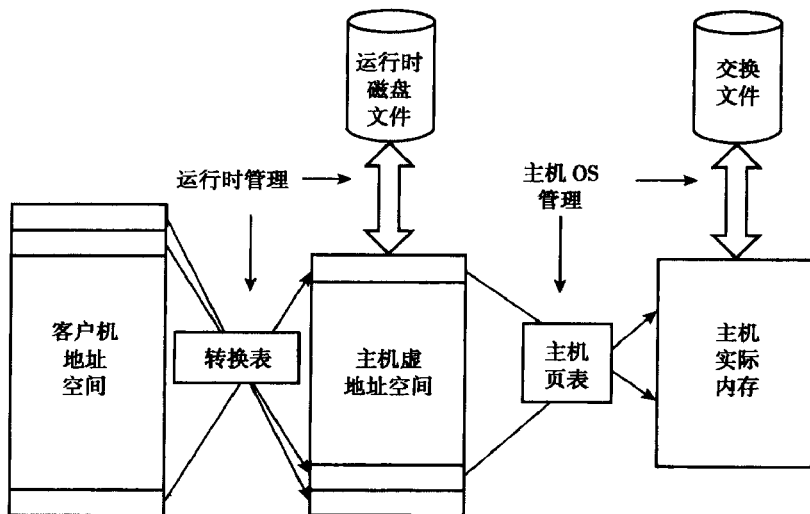 运行时
磁盘
文件
交换
文件
运行时管理
主机 OS
管理
客户机
地址
空间
转换表
主机虚
地址空间
主机
页表
主机
实际
内存